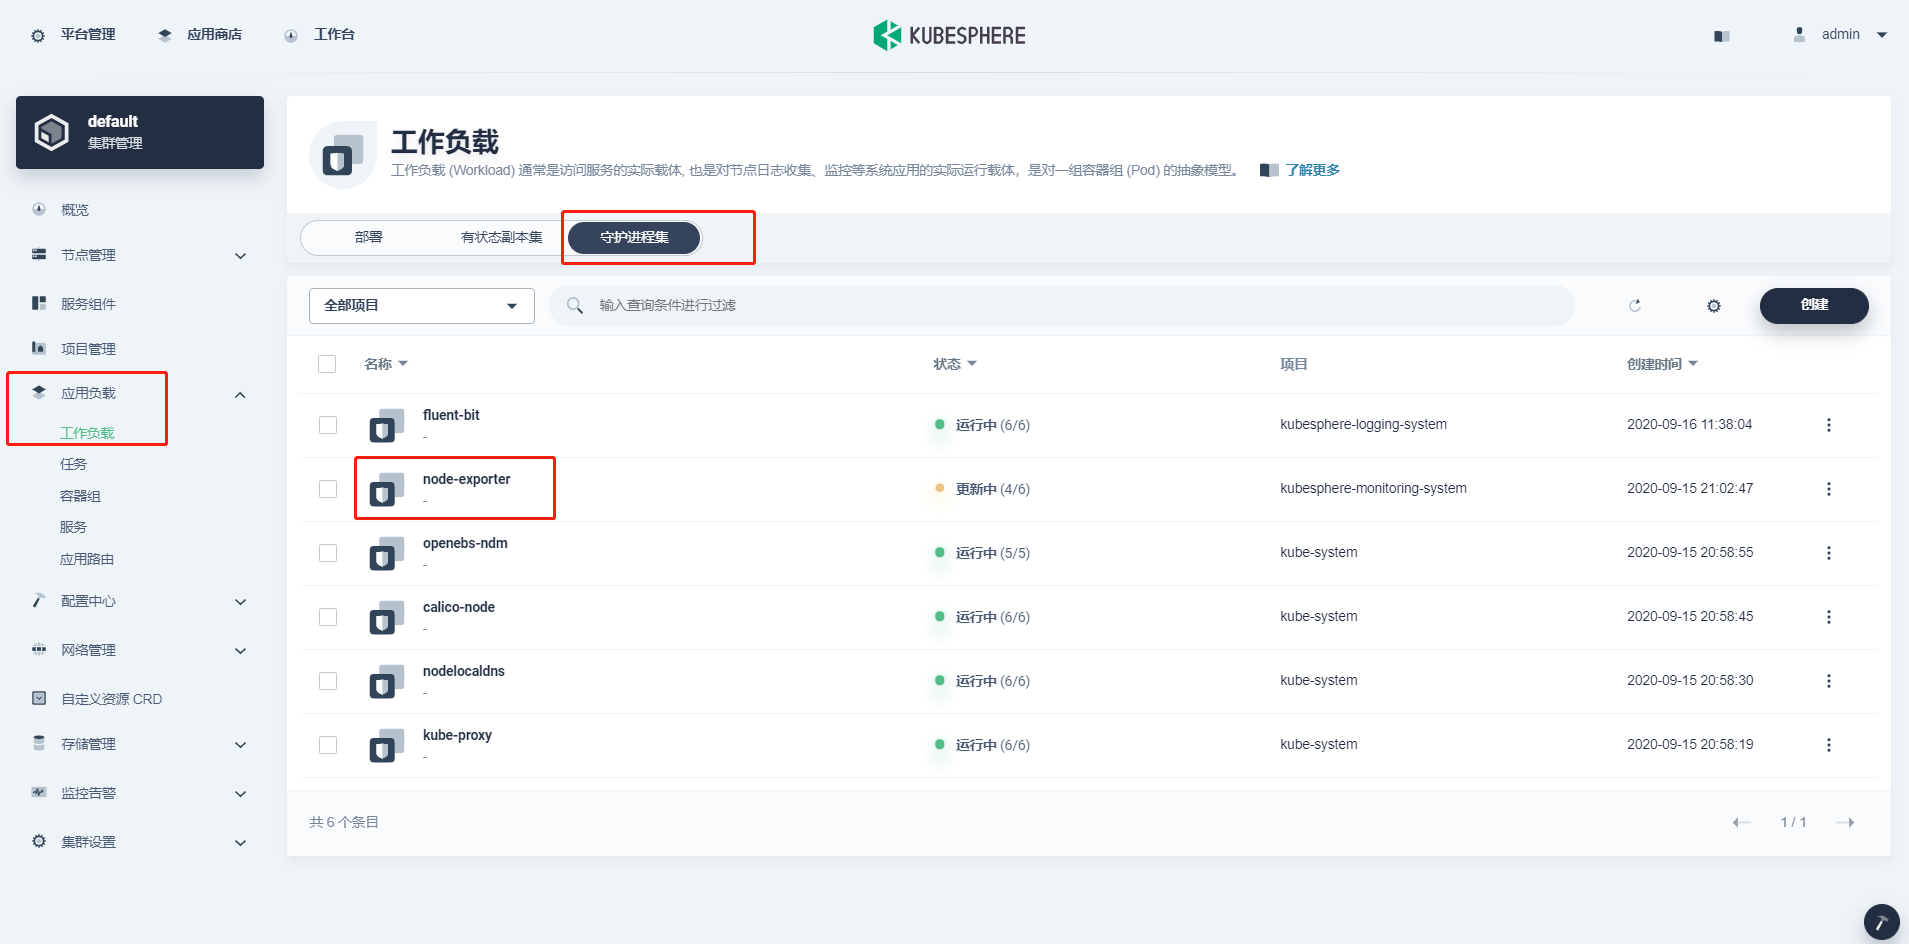 平台管理 应用商店 工作台 KUBESPHERE admin
default
集群管理
概览
节点管理
服务组件
项目管理
应用负载
工作负载
任务
容器组
服务
应用路由
配置中心
网络管理
自定义资源 CRD
存储管理
监控告警
集群设置
工作负载
工作负载 (Workload) 通常是访问服务的实际载体, 也是对节点日志收集、监控等系统应用的实际运行载体，是对一组容器组 (Pod) 的抽象模型。 了解更多
部署 有状态副本集 守护进程集
全部项目 输入查询条件进行过滤 创建
名称 状态 项目 创建时间
fluent-bit 运行中 (6/6) kubesphere-logging-system 2020-09-16 11:38:04
-
node-exporter 更新中 (4/6) kubesphere-monitoring-system 2020-09-15 21:02:47
-
openebs-ndm 运行中 (5/5) kube-system 2020-09-15 20:58:55
-
calico-node 运行中 (6/6) kube-system 2020-09-15 20:58:45
-
nodelocaldns 运行中 (6/6) kube-system 2020-09-15 20:58:30
-
kube-proxy 运行中 (6/6) kube-system 2020-09-15 20:58:19
-
共 6 个条目 1 / 1